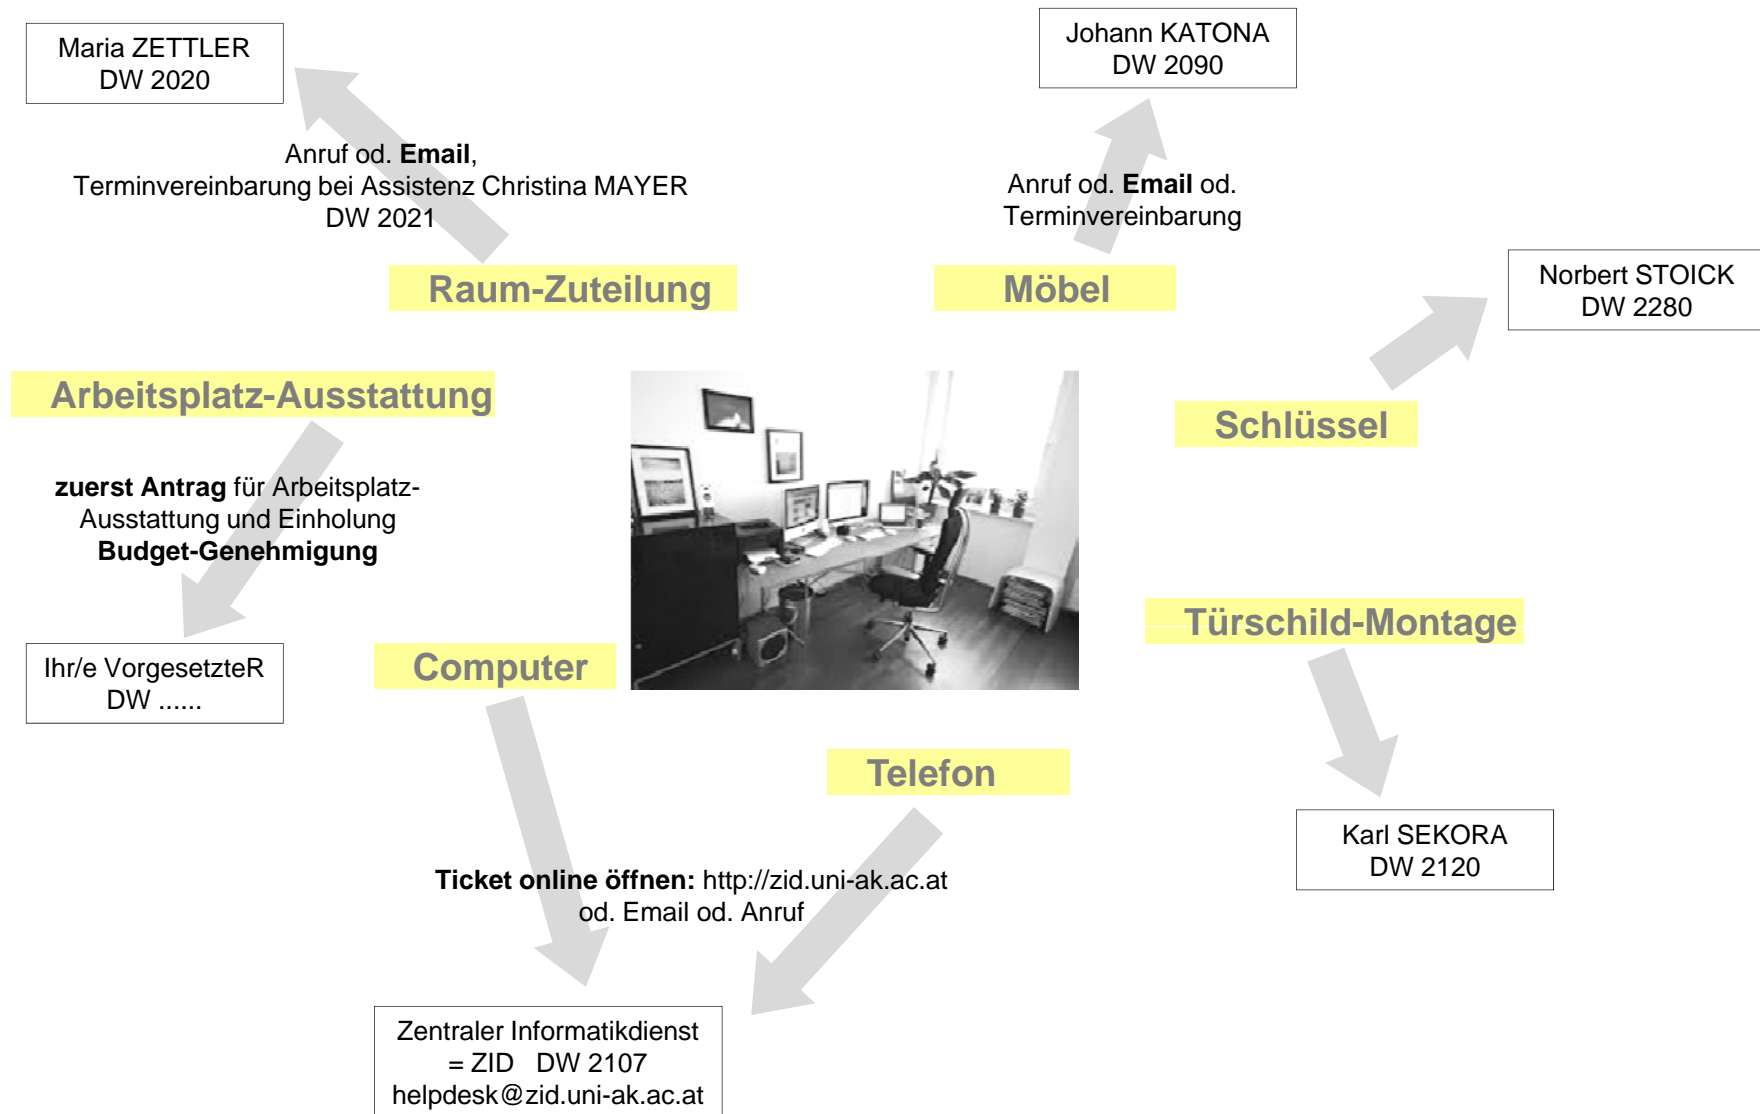 Maria ZETTLER
DW 2020
Johann KATONA
DW 2090
Anruf od. Email,
Terminvereinbarung bei Assistenz Christina MAYER
DW 2021
Anruf od. Email od.
Terminvereinbarung
Raum-Zuteilung
Möbel
Norbert STOICK
DW 2280
Arbeitsplatz-Ausstattung
Schlüssel
zuerst Antrag für Arbeitsplatz-
Ausstattung und Einholung
Budget-Genehmigung
Türschild-Montage
Ihr/e VorgesetzteR
DW ......
Computer
Telefon
Karl SEKORA
DW 2120
Ticket online öffnen: http://zid.uni-ak.ac.at
od. Email od. Anruf
Zentraler Informatikdienst
= ZID DW 2107
helpdesk@zid.uni-ak.ac.at